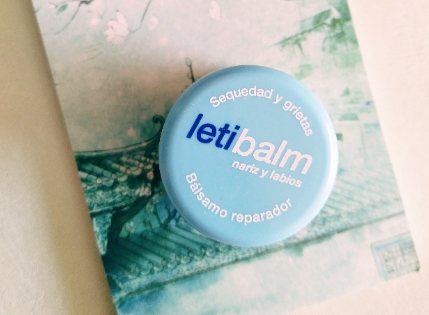 Sequedad y grietas
letibalm
nariz y labios
Bálsamo reparador